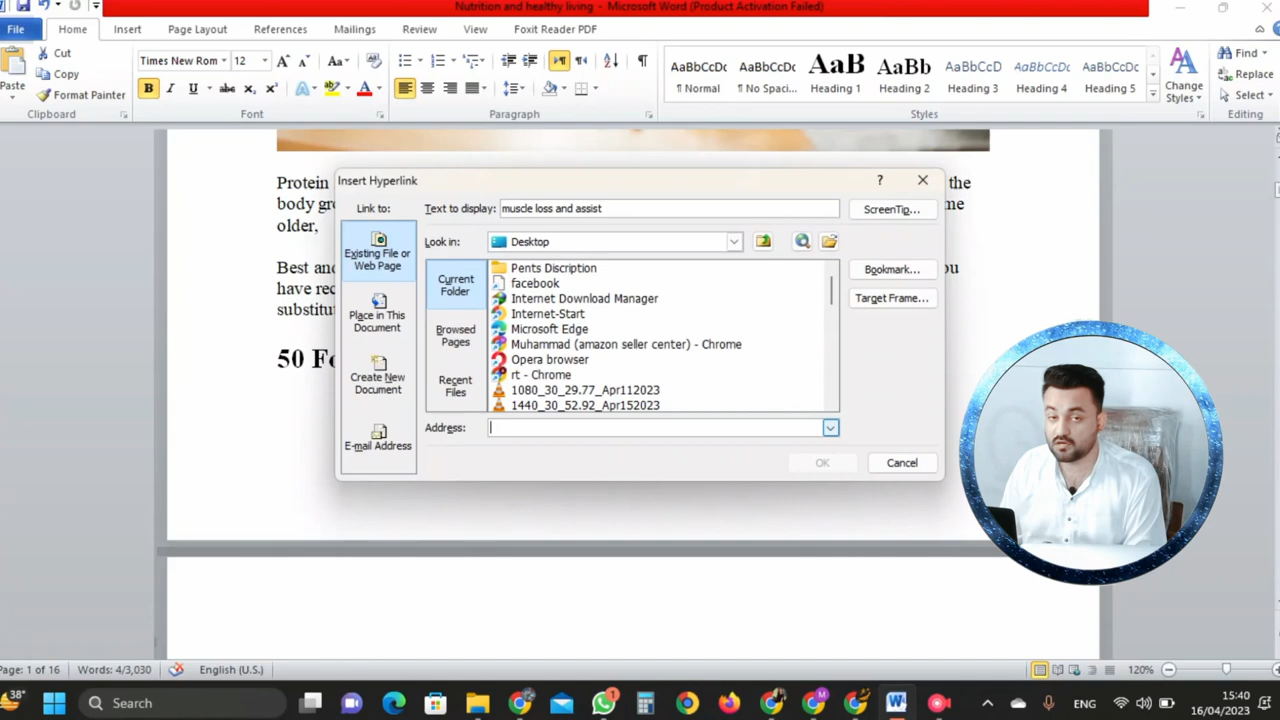 Nutrition and healthy living - Microsoft Word (Product Activation Failed)
File Home Insert Page Layout References Mailings Review View Foxit Reader PDF
Cut
Copy
Paste
Format Painter
Clipboard
Times New Rom 12
Font
Paragraph
AaBbCcDc AaBbCcDc AaBbC AaBbCc AaBbCcD AaBbCcDc AaBbCcDc
¶ Normal ¶ No Spaci... Heading 1 Heading 2 Heading 3 Heading 4 Heading 5
Change Styles
Styles
Find
Replace
Select
Editing
Protein the
body gr me
older,
Best and ou
have rec
substitu
50 Fo
Insert Hyperlink
?
Link to:
Text to display: muscle loss and assist
ScreenTip...
Existing File or Web Page
Look in: Desktop
Place in This Document
Create New Document
E-mail Address
Current Folder
Browsed Pages
Recent Files
Pents Discription
facebook
Internet Download Manager
Internet-Start
Microsoft Edge
Muhammad (amazon seller center) - Chrome
Opera browser
rt - Chrome
1080_30_29.77_Apr112023
1440_30_52.92_Apr152023
Bookmark...
Target Frame...
Address:
OK Cancel
Page: 1 of 16 Words: 4/3,030 English (U.S.) 120%
38°
Search
ENG
15:40
16/04/2023